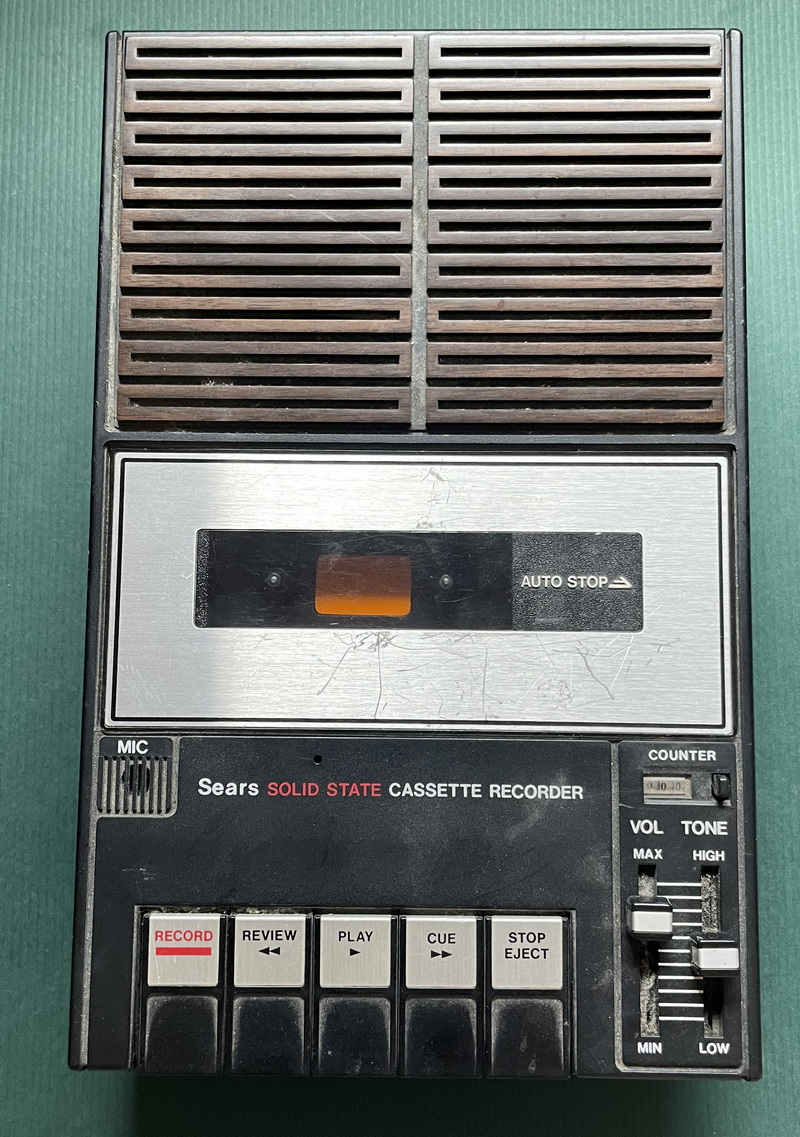 AUTO STOP
MIC
Sears SOLID STATE CASSETTE RECORDER
COUNTER
VOL TONE
MAX HIGH
MIN LOW
RECORD
REVIEW
PLAY
CUE
STOP
EJECT